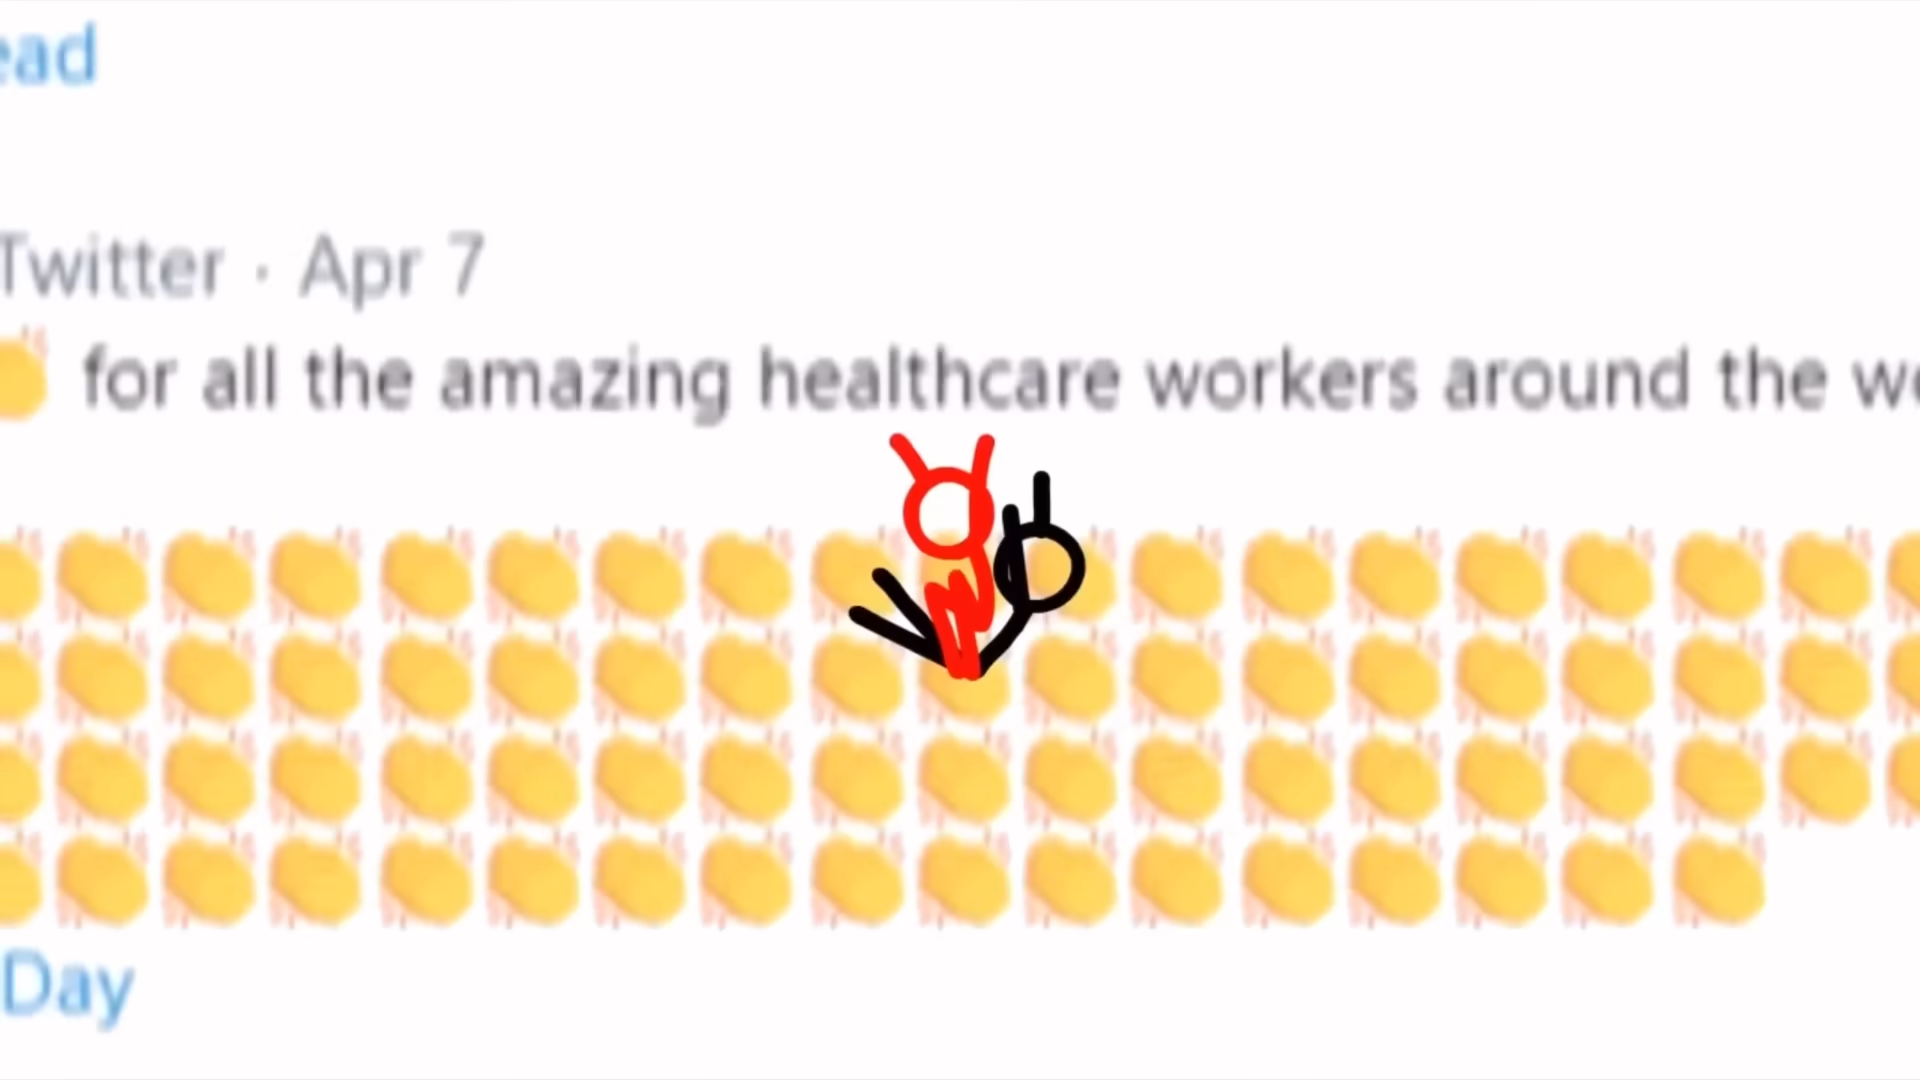 ead
Twitter · Apr 7
for all the amazing healthcare workers around the
Day